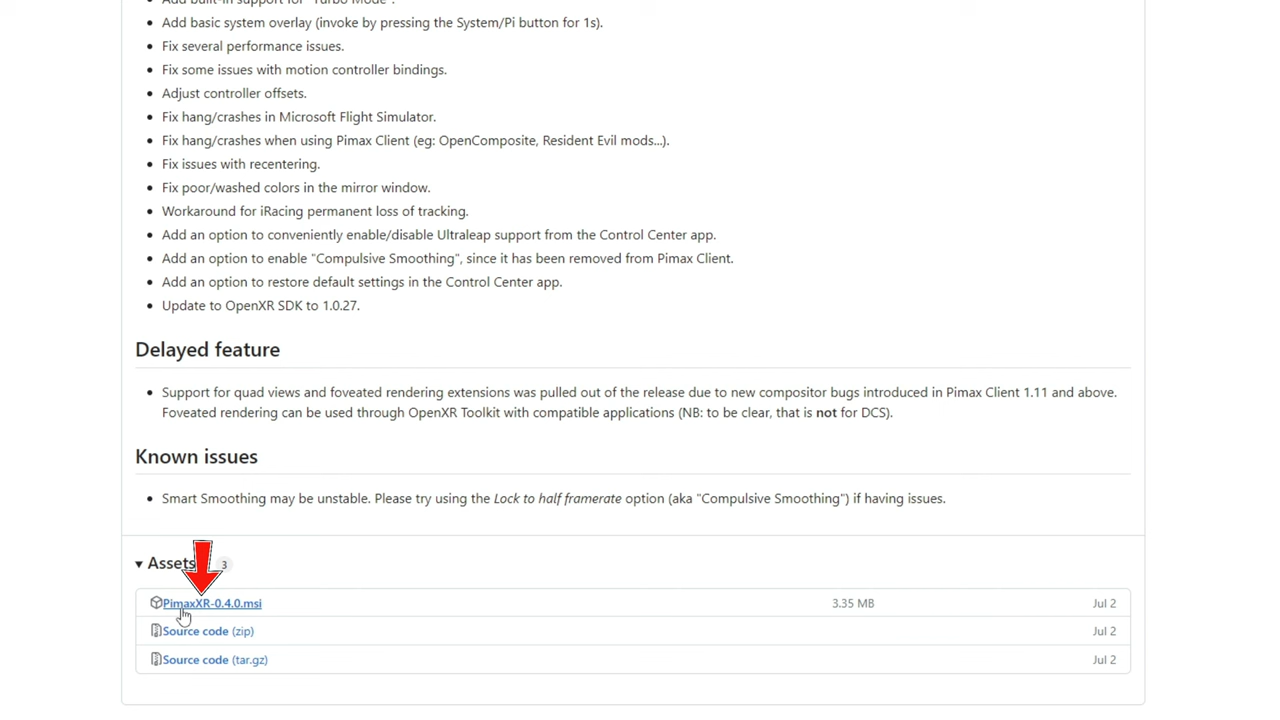 Add built-in support for "Turbo Mode".
Add basic system overlay (invoke by pressing the System/Pi button for 1s).
Fix several performance issues.
Fix some issues with motion controller bindings.
Adjust controller offsets.
Fix hang/crashes in Microsoft Flight Simulator.
Fix hang/crashes when using Pimax Client (eg: OpenComposite, Resident Evil mods...).
Fix issues with recentering.
Fix poor/washed colors in the mirror window.
Workaround for iRacing permanent loss of tracking.
Add an option to conveniently enable/disable Ultraleap support from the Control Center app.
Add an option to enable "Compulsive Smoothing", since it has been removed from Pimax Client.
Add an option to restore default settings in the Control Center app.
Update to OpenXR SDK to 1.0.27.
Delayed feature
Support for quad views and foveated rendering extensions was pulled out of the release due to new compositor bugs introduced in Pimax Client 1.11 and above.
Foveated rendering can be used through OpenXR Toolkit with compatible applications (NB: to be clear, that is not for DCS).
Known issues
Smart Smoothing may be unstable. Please try using the Lock to half framerate option (aka "Compulsive Smoothing") if having issues.
Assets 3
PimaxXR-0.4.0.msi 3.35 MB Jul 2
Source code (zip) Jul 2
Source code (tar.gz) Jul 2